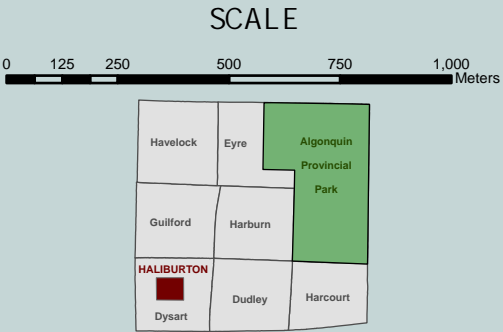 SCALE
0 125 250 500 750 1,000
Meters
Havelock Eyre Algonquin
Provincial
Park
Guilford Harburn
HALIBURTON
Dysart Dudley Harcourt